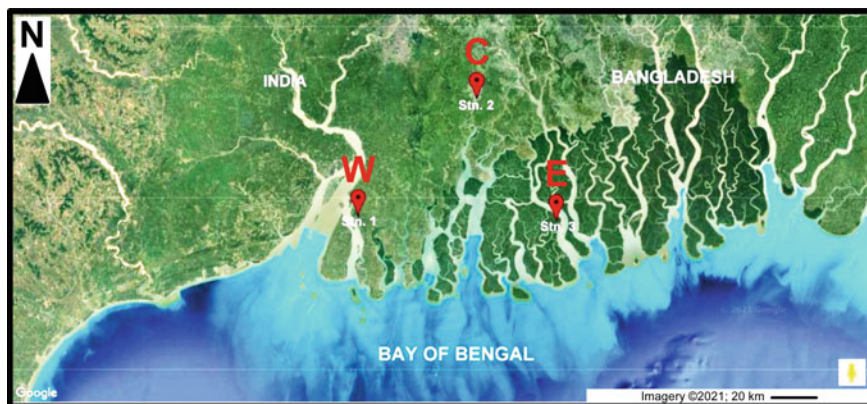 N
C
INDIA
BANGLADESH
Stn. 2
W
E
Stn. 1
Stn. 3
BAY OF BENGAL
Google
Imagery ©2021; 20 km